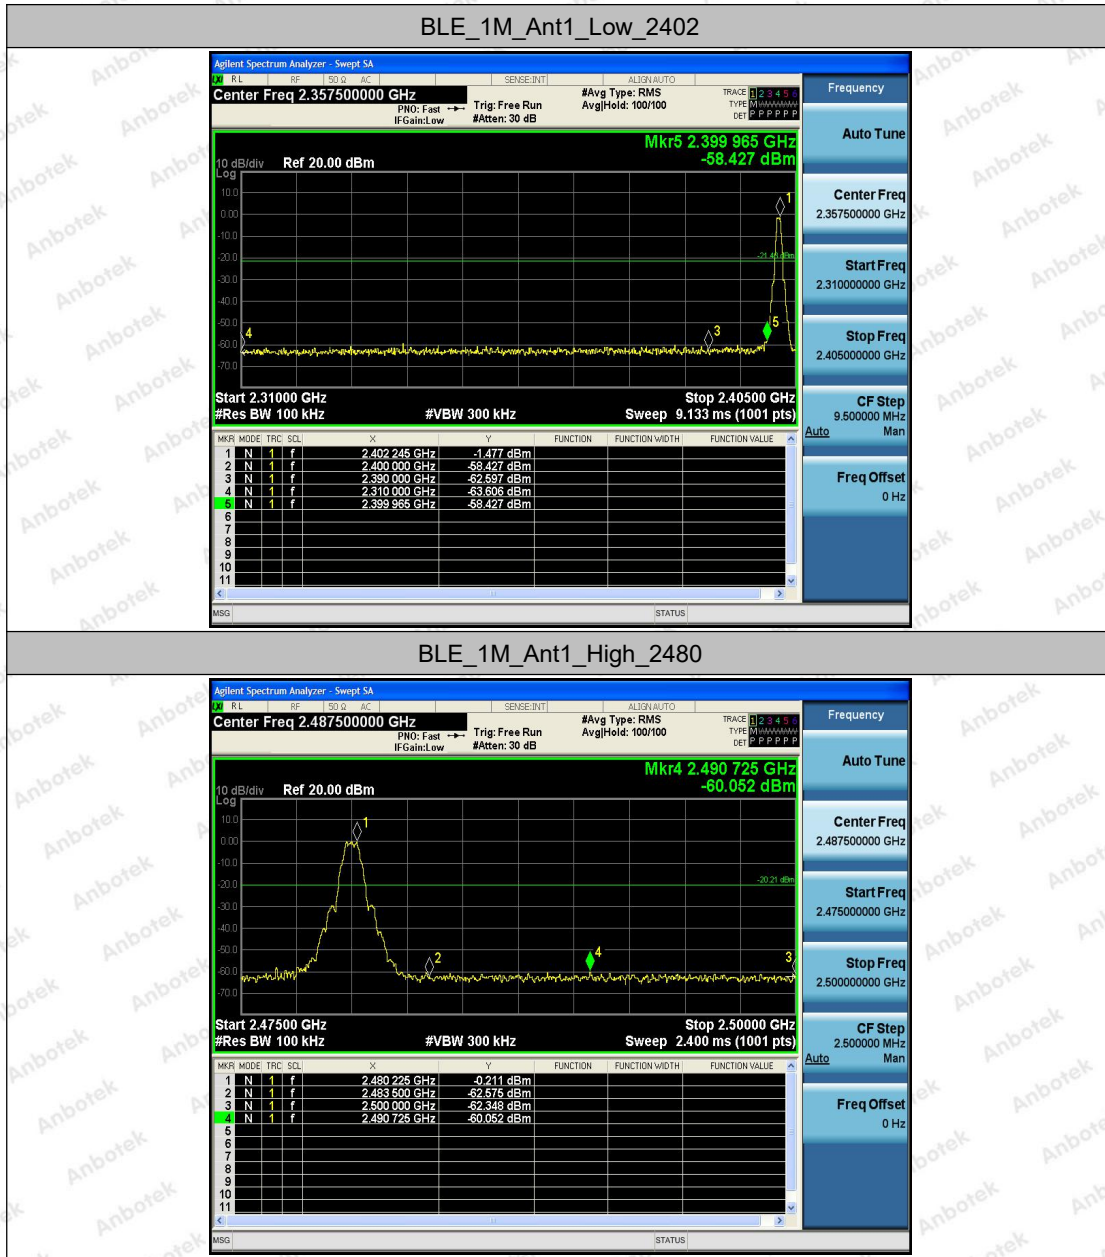 BLE_1M_Ant1_Low_2402
Agilent Spectrum Analyzer - Swept SA
LXI RL RF 50 Ω AC SENSE:INT ALIGNAUTO
Center Freq 2.357500000 GHz
PNO: Fast
IFGain:Low
Trig: Free Run
#Atten: 30 dB
#Avg Type: RMS
Avg|Hold: 100/100
TRACE 1 2 3 4 5 6
TYPE M
DET P P P P P P
Mkr5 2.399 965 GHz
-58.427 dBm
10 dB/div Ref 20.00 dBm
Log
10.0
0.00
-10.0
-20.0
-30.0
-40.0
-50.0
-60.0
-70.0
1
3
4
5
Start 2.31000 GHz Stop 2.40500 GHz
#Res BW 100 kHz #VBW 300 kHz Sweep 9.133 ms (1001 pts)
MKR MODE TRC SCL X Y FUNCTION FUNCTION WIDTH FUNCTION VALUE
1 N 1 f 2.402 245 GHz -1.477 dBm
2 N 1 f 2.400 000 GHz -58.427 dBm
3 N 1 f 2.390 000 GHz -62.597 dBm
4 N 1 f 2.310 000 GHz -63.606 dBm
5 N 1 f 2.399 965 GHz -58.427 dBm
6
7
8
9
10
11
MSG STATUS
Frequency
Auto Tune
Center Freq
2.357500000 GHz
Start Freq
2.310000000 GHz
Stop Freq
2.405000000 GHz
CF Step
9.500000 MHz
Auto Man
Freq Offset
0 Hz
BLE_1M_Ant1_High_2480
Agilent Spectrum Analyzer - Swept SA
LXI RL RF 50 Ω AC SENSE:INT ALIGNAUTO
Center Freq 2.487500000 GHz
PNO: Fast
IFGain:Low
Trig: Free Run
#Atten: 30 dB
#Avg Type: RMS
Avg|Hold: 100/100
TRACE 1 2 3 4 5 6
TYPE M
DET P P P P P P
Mkr4 2.490 725 GHz
-60.052 dBm
10 dB/div Ref 20.00 dBm
Log
10.0
0.00
-10.0
-20.0
-30.0
-40.0
-50.0
-60.0
-70.0
-20.21 dBm
1
2
4
3
Start 2.47500 GHz Stop 2.50000 GHz
#Res BW 100 kHz #VBW 300 kHz Sweep 2.400 ms (1001 pts)
MKR MODE TRC SCL X Y FUNCTION FUNCTION WIDTH FUNCTION VALUE
1 N 1 f 2.480 225 GHz -0.211 dBm
2 N 1 f 2.483 500 GHz -62.575 dBm
3 N 1 f 2.500 000 GHz -62.348 dBm
4 N 1 f 2.490 725 GHz -60.052 dBm
5
6
7
8
9
10
11
MSG STATUS
Frequency
Auto Tune
Center Freq
2.487500000 GHz
Start Freq
2.475000000 GHz
Stop Freq
2.500000000 GHz
CF Step
2.500000 MHz
Auto Man
Freq Offset
0 Hz
Anbotek